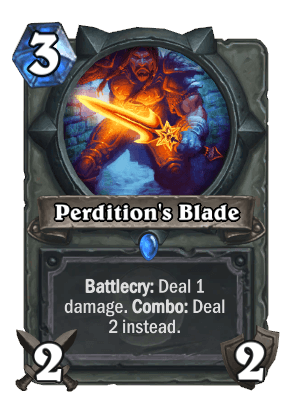 3
Perdition's Blade
Battlecry: Deal 1
damage. Combo: Deal
2 instead.
2
2